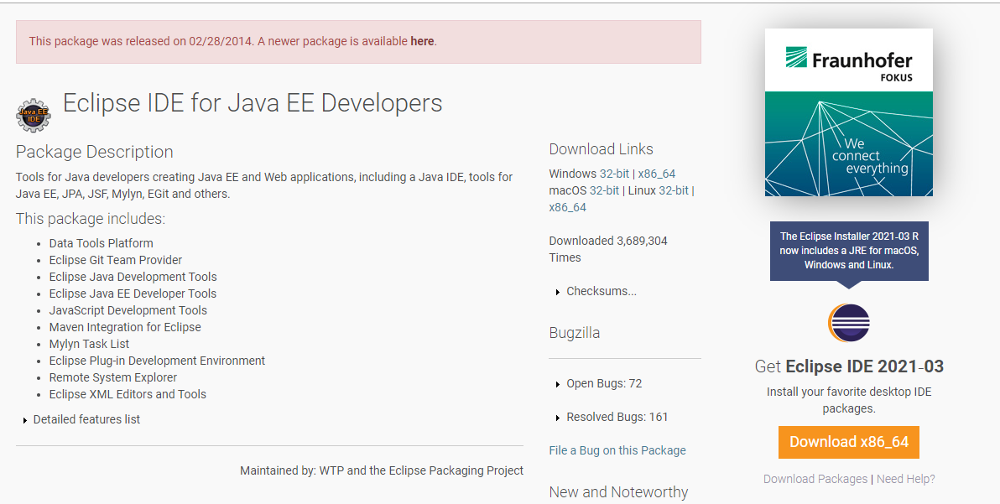 This package was released on 02/28/2014. A newer package is available here.
Java EE
IDE
Eclipse IDE for Java EE Developers
Package Description
Tools for Java developers creating Java EE and Web applications, including a Java IDE, tools for
Java EE, JPA, JSF, Mylyn, EGit and others.
This package includes:
Data Tools Platform
Eclipse Git Team Provider
Eclipse Java Development Tools
Eclipse Java EE Developer Tools
JavaScript Development Tools
Maven Integration for Eclipse
Mylyn Task List
Eclipse Plug-in Development Environment
Remote System Explorer
Eclipse XML Editors and Tools
Detailed features list
Maintained by: WTP and the Eclipse Packaging Project
Download Links
Windows 32-bit | x86_64
macOS 32-bit | Linux 32-bit |
x86_64
Downloaded 3,689,304
Times
Checksums...
Bugzilla
Open Bugs: 72
Resolved Bugs: 161
File a Bug on this Package
New and Noteworthy
Fraunhofer
FOKUS
We
connect
everything
The Eclipse Installer 2021-03 R
now includes a JRE for macOS,
Windows and Linux.
Get Eclipse IDE 2021-03
Install your favorite desktop IDE
packages.
Download x86_64
Download Packages | Need Help?